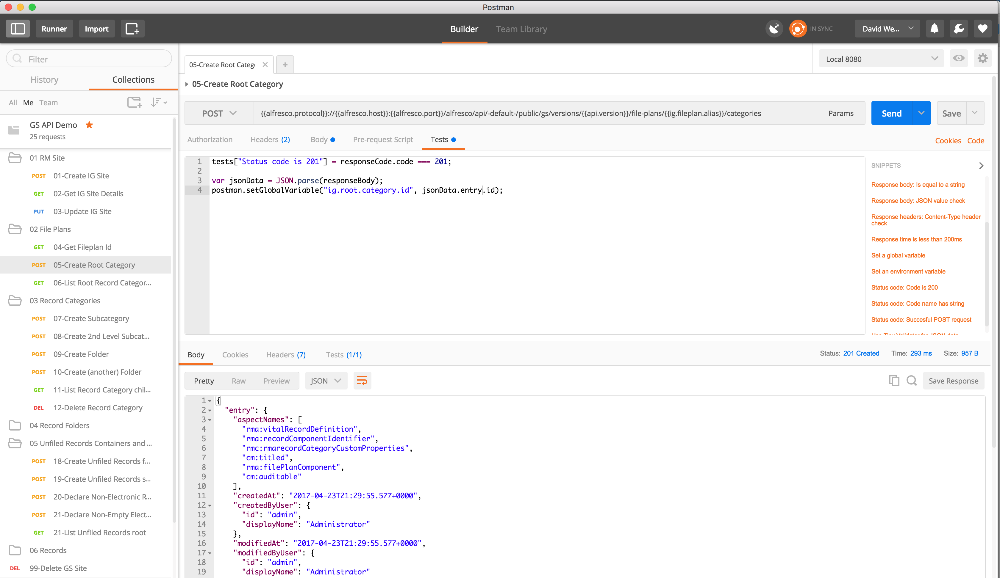 Postman
Runner
Import
Builder
Team Library
IN SYNC
David We...
Filter
History
Collections
All Me Team
GS API Demo
25 requests
01 RM Site
POST 01-Create IG Site
GET 02-Get IG Site Details
PUT 03-Update IG Site
02 File Plans
GET 04-Get Fileplan Id
POST 05-Create Root Category
GET 06-List Root Record Categor...
03 Record Categories
POST 07-Create Subcategory
POST 08-Create 2nd Level Subcat...
POST 09-Create Folder
POST 10-Create (another) Folder
GET 11-List Record Category chil...
DEL 12-Delete Record Category
04 Record Folders
05 Unfiled Records Containers and ...
POST 18-Create Unfiled Records f...
POST 19-Create Unfiled Records s...
POST 20-Declare Non-Electronic R...
POST 21-Declare Non-Empty Elect...
GET 21-List Unfiled Records root
06 Records
DEL 99-Delete GS Site
05-Create Root Catego
Local 8080
05-Create Root Category
POST
{{alfresco.protocol}}://{{alfresco.host}}:{{alfresco.port}}/alfresco/api/-default-/public/gs/versions/{{api.version}}/file-plans/{{ig.fileplan.alias}}/categories
Params
Send
Save
Authorization
Headers (2)
Body
Pre-request Script
Tests
Cookies Code
1 tests["Status code is 201"] = responseCode.code === 201;
2
3 var jsonData = JSON.parse(responseBody);
4 postman.setGlobalVariable("ig.root.category.id", jsonData.entry.id);
SNIPPETS
Response body: Is equal to a string
Response body: JSON value check
Response headers: Content-Type header
check
Response time is less than 200ms
Set a global variable
Set an environment variable
Status code: Code is 200
Status code: Code name has string
Status code: Succesful POST request
Body
Cookies
Headers (7)
Tests (1/1)
Status: 201 Created
Time: 293 ms
Size: 957 B
Pretty
Raw
Preview
JSON
Save Response
1 {
2 "entry": {
3 "aspectNames": [
4 "rma:vitalRecordDefinition",
5 "rma:recordComponentIdentifier",
6 "rmc:rmarecordCategoryCustomProperties",
7 "cm:titled",
8 "rma:filePlanComponent",
9 "cm:auditable"
10 ],
11 "createdAt": "2017-04-23T21:29:55.577+0000",
12 "createdByUser": {
13 "id": "admin",
14 "displayName": "Administrator"
15 },
16 "modifiedAt": "2017-04-23T21:29:55.577+0000",
17 "modifiedByUser": {
18 "id": "admin",
19 "displayName": "Administrator"